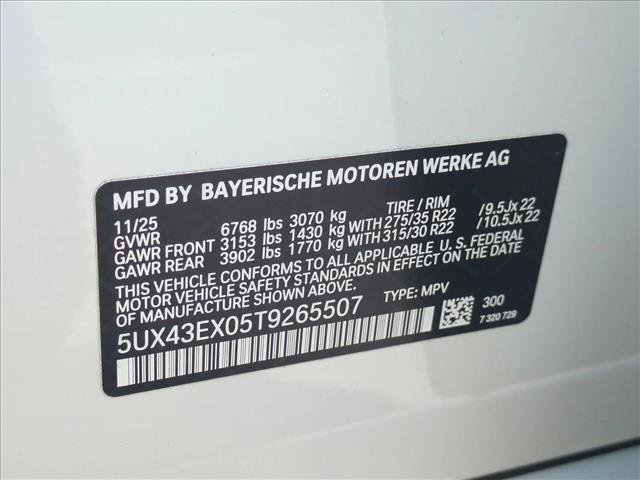 MFD BY BAYERISCHE MOTOREN WERKE AG
11/25 TIRE / RIM
GVWR 6768 lbs 3070 kg
GAWR FRONT 3153 lbs 1430 kg WITH 275/35 R22 /9.5Jx22
GAWR REAR 3902 lbs 1770 kg WITH 315/30 R22 /10.5Jx22
THIS VEHICLE CONFORMS TO ALL APPLICABLE U.S. FEDERAL
MOTOR VEHICLE SAFETY STANDARDS IN EFFECT ON THE DATE
OF MANUFACTURE SHOWN ABOVE.
5UX43EX05T9265507 TYPE: MPV
300
7 320 729